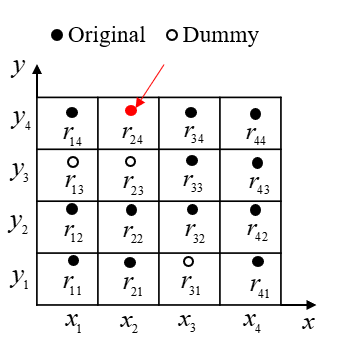 Original Dummy
y
y4 r14 r24 r34 r44
y3 r13 r23 r33 r43
y2 r12 r22 r32 r42
y1 r11 r21 r31 r41
x1 x2 x3 x4 x